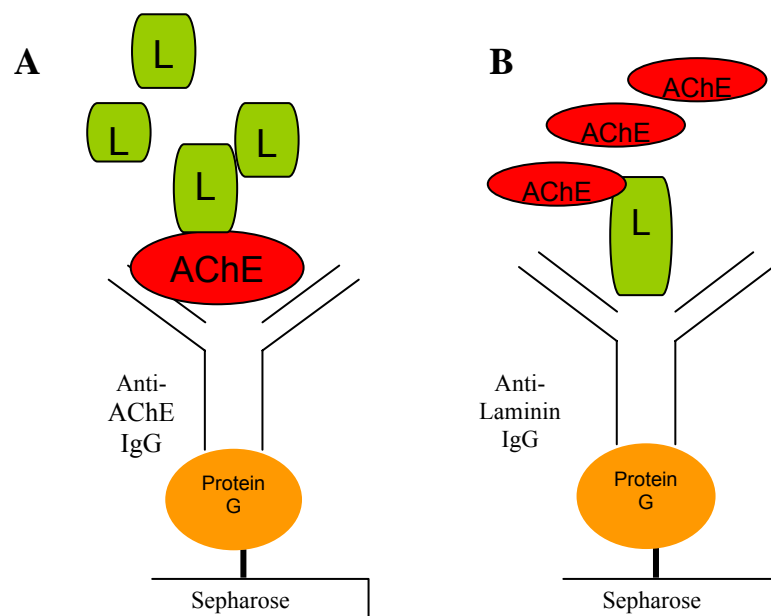 A
L
L
L
L
AChE
Anti-
AChE
IgG
Protein
G
Sepharose
B
AChE
AChE
AChE
L
Anti-
Laminin
IgG
Protein
G
Sepharose